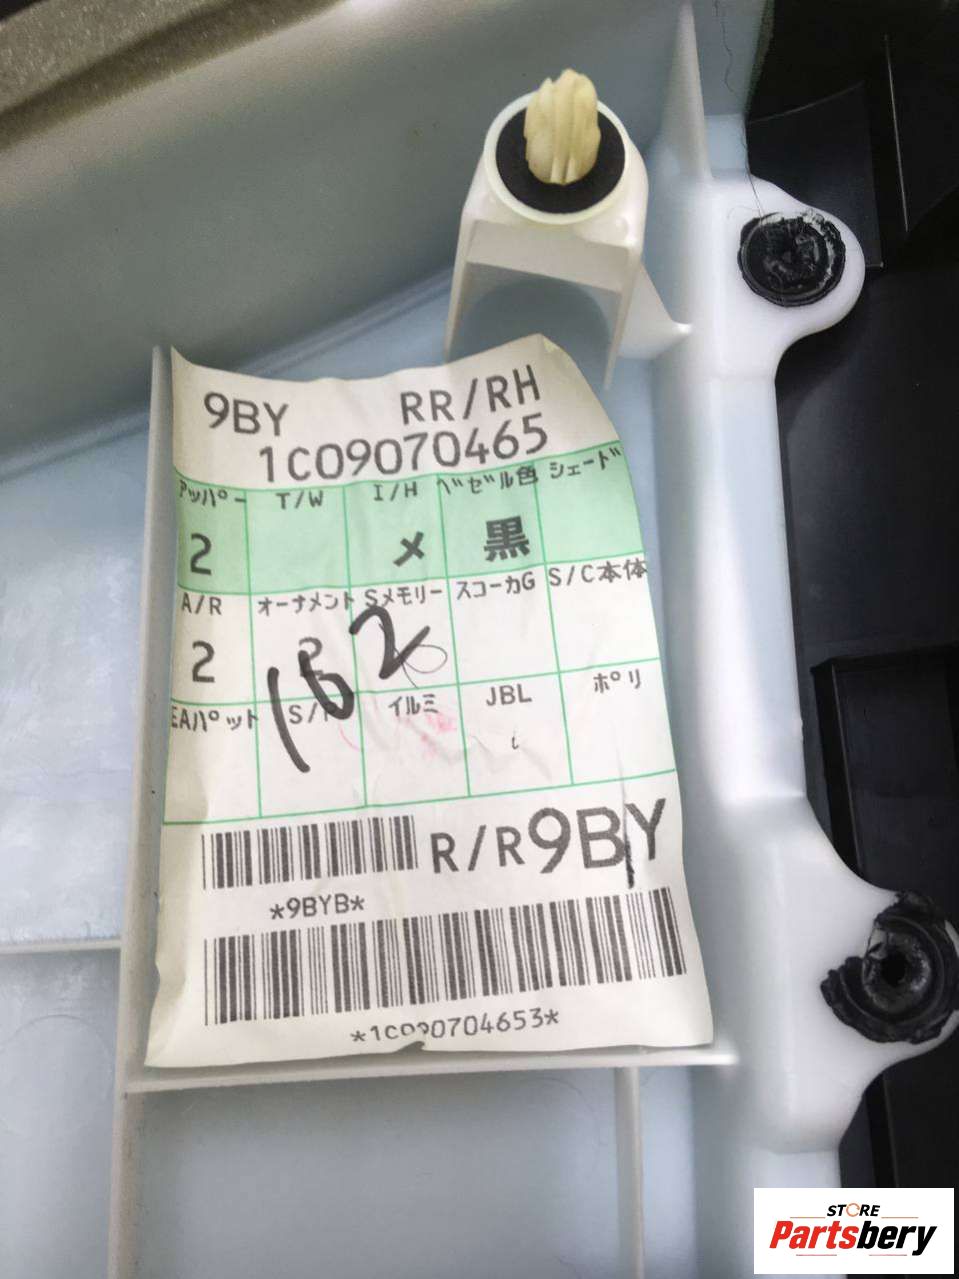 9BY RR/RH
1C09070465
アッパー T/W I/H ベゼル色 シェード
2 メ 黒
A/R オーナメント Sメモリー スコーカG S/C本体
2 2
162
EAパット S/P イルミ JBL ポリ
R/R9BY
*9BYB*
*1C090704653*
STORE
Partsbery